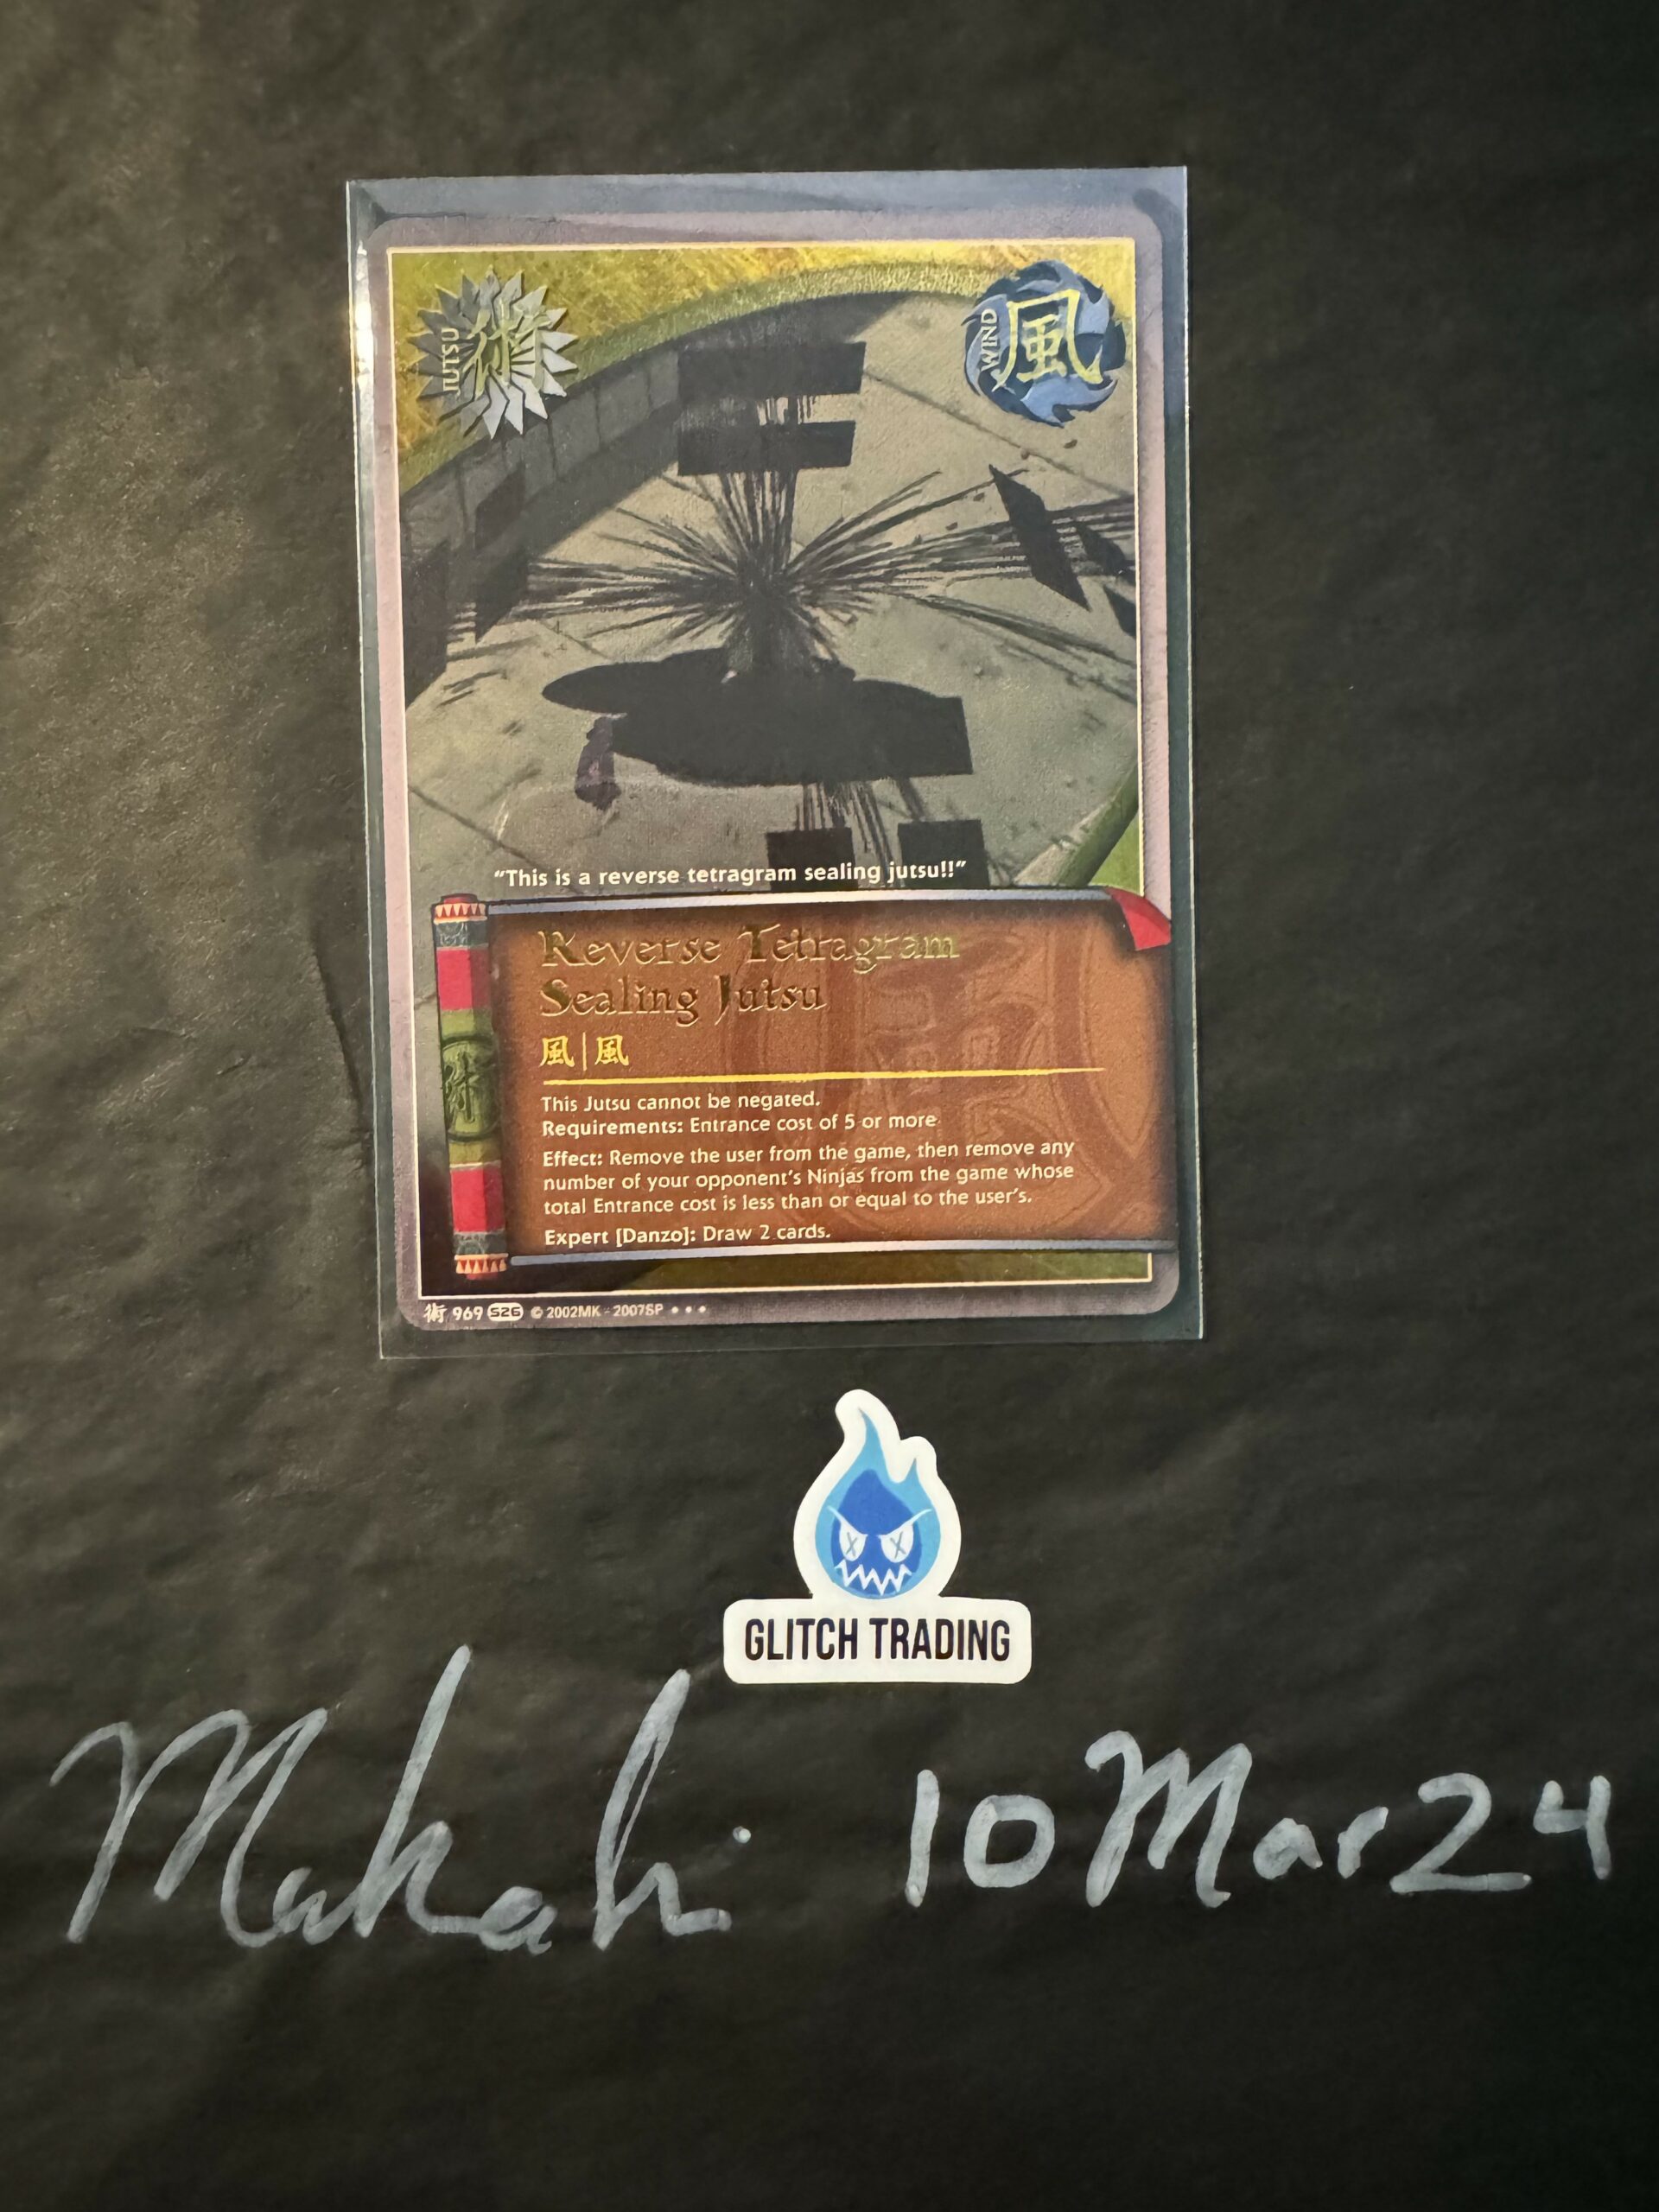 JUTSU 術
WIND 風
"This is a reverse tetragram sealing jutsu!!"
Reverse Tetragram
Sealing Jutsu
風|風
This Jutsu cannot be negated.
Requirements: Entrance cost of 5 or more
Effect: Remove the user from the game, then remove any
number of your opponent's Ninjas from the game whose
total Entrance cost is less than or equal to the user's.
Expert [Danzo]: Draw 2 cards.
術 969 S26 © 2002MK - 2007SP • • •
GLITCH TRADING
10 Mar 24